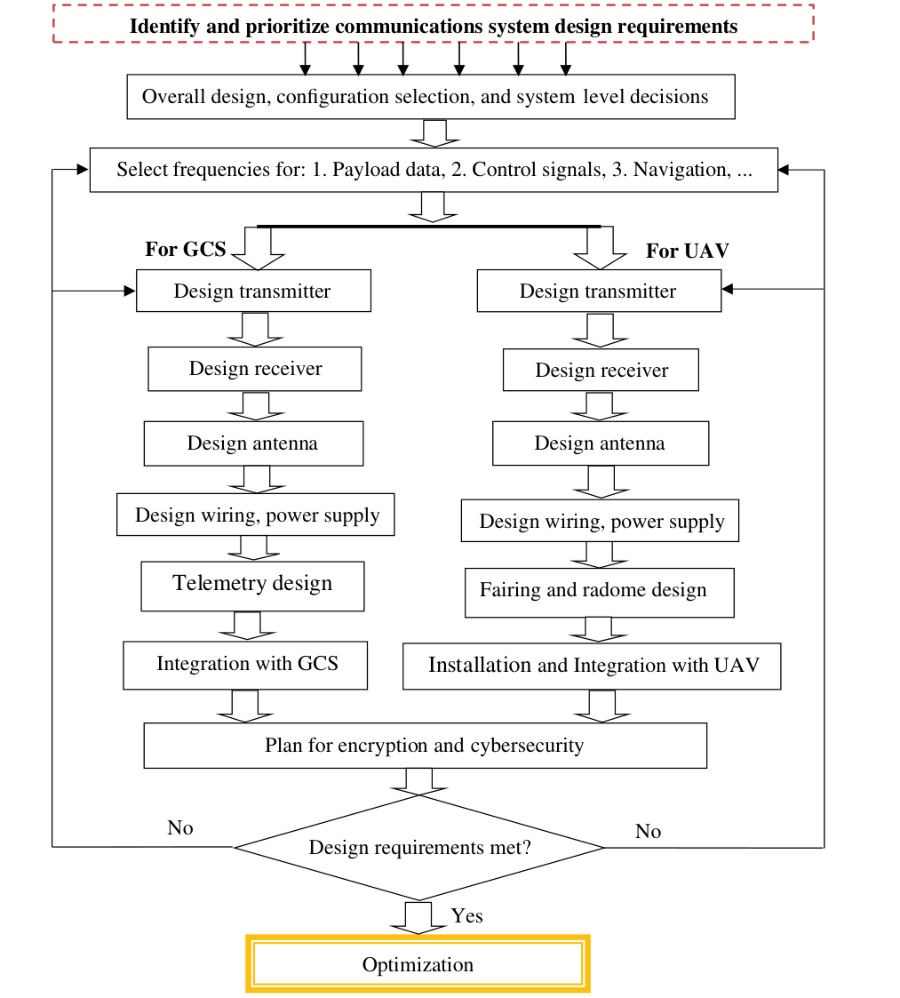 Identify and prioritize communications system design requirements
Overall design, configuration selection, and system level decisions
Select frequencies for: 1. Payload data, 2. Control signals, 3. Navigation, ...
For GCS
For UAV
Design transmitter
Design transmitter
Design receiver
Design receiver
Design antenna
Design antenna
Design wiring, power supply
Design wiring, power supply
Telemetry design
Fairing and radome design
Integration with GCS
Installation and Integration with UAV
Plan for encryption and cybersecurity
No
No
Design requirements met?
Yes
Optimization